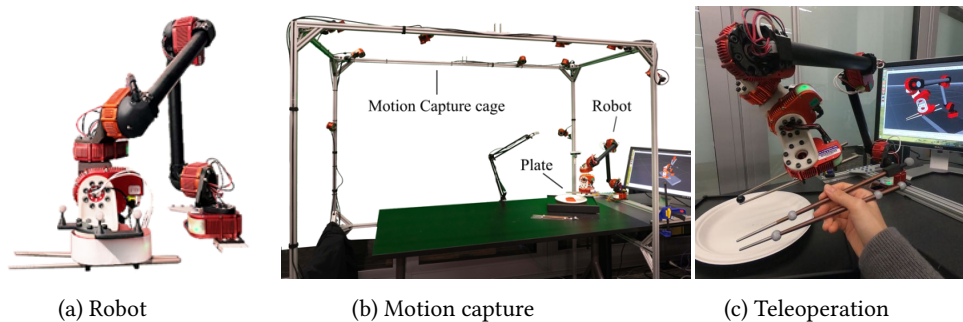 Motion Capture cage
Robot
Plate
(a) Robot
(b) Motion capture
(c) Teleoperation